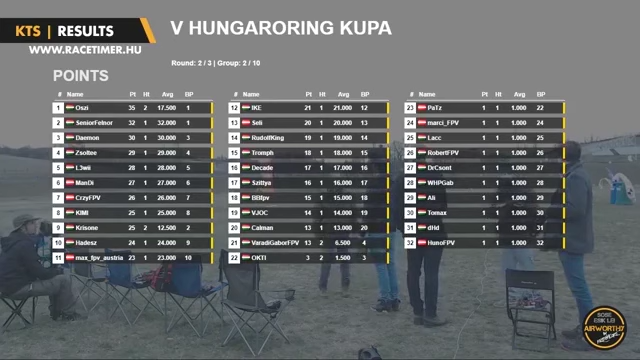 KTS | RESULTS
WWW.RACETIMER.HU
V HUNGARORING KUPA
Round: 2 / 3 | Group: 2 / 10
POINTS
# Name Pt Ht Avg BP
1 Oszi 35 2 17.500 1
2 SeniorFelnor 32 1 32.000 1
3 Daemon 30 1 30.000 3
4 Zsoltee 29 1 29.000 4
5 L3wii 28 1 28.000 5
6 ManDi 27 1 27.000 6
7 CrzyFPV 26 1 26.000 7
8 KIMI 25 1 25.000 8
9 Krisone 25 2 12.500 2
10 Hadesz 24 1 24.000 9
11 max_fpv_austria 23 1 23.000 10
# Name Pt Ht Avg BP
12 IKE 21 1 21.000 12
13 Seli 20 1 20.000 13
14 RudolfKing 19 1 19.000 14
15 Tromph 18 1 18.000 15
16 Decade 17 1 17.000 16
17 Szittya 16 1 16.000 17
18 BBfpv 15 1 15.000 18
19 VJOC 14 1 14.000 19
20 Calman 13 1 13.000 20
21 VaradiGaborFPV 13 2 6.500 4
22 OKTI 3 2 1.500 3
# Name Pt Ht Avg BP
23 PaTz 1 1 1.000 22
24 marci_FPV 1 1 1.000 24
25 Lacc 1 1 1.000 25
26 RobertFPV 1 1 1.000 26
27 DrCsont 1 1 1.000 27
28 WHPGab 1 1 1.000 28
29 Ali 1 1 1.000 29
30 Tomax 1 1 1.000 30
31 dHd 1 1 1.000 31
32 HunoFPV 1 1 1.000 32
AIRWORTHY